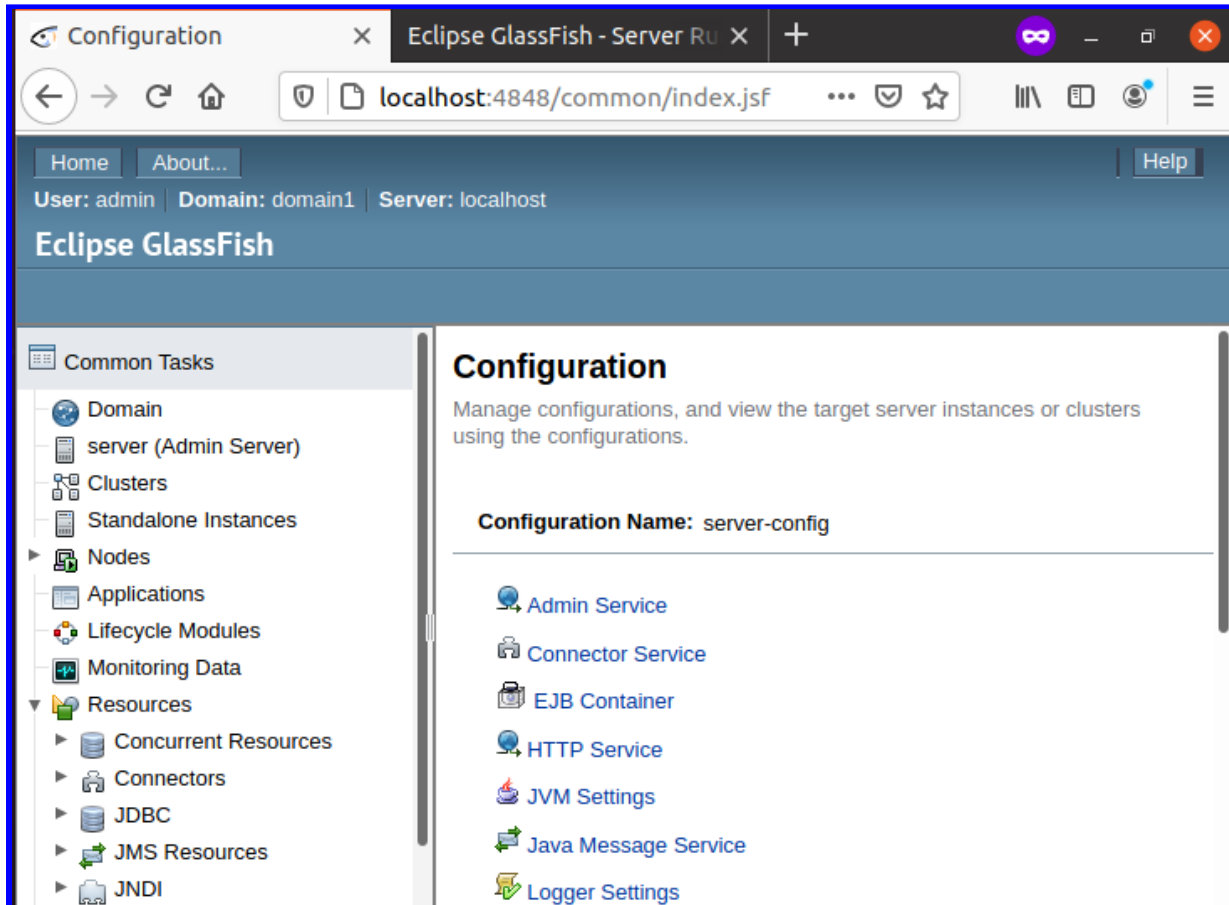 Configuration
Eclipse GlassFish - Server Ru
localhost:4848/common/index.jsf
Home About... Help
User: admin Domain: domain1 Server: localhost
Eclipse GlassFish
Common Tasks
Domain
server (Admin Server)
Clusters
Standalone Instances
Nodes
Applications
Lifecycle Modules
Monitoring Data
Resources
Concurrent Resources
Connectors
JDBC
JMS Resources
JNDI
Configuration
Manage configurations, and view the target server instances or clusters
using the configurations.
Configuration Name: server-config
Admin Service
Connector Service
EJB Container
HTTP Service
JVM Settings
Java Message Service
Logger Settings